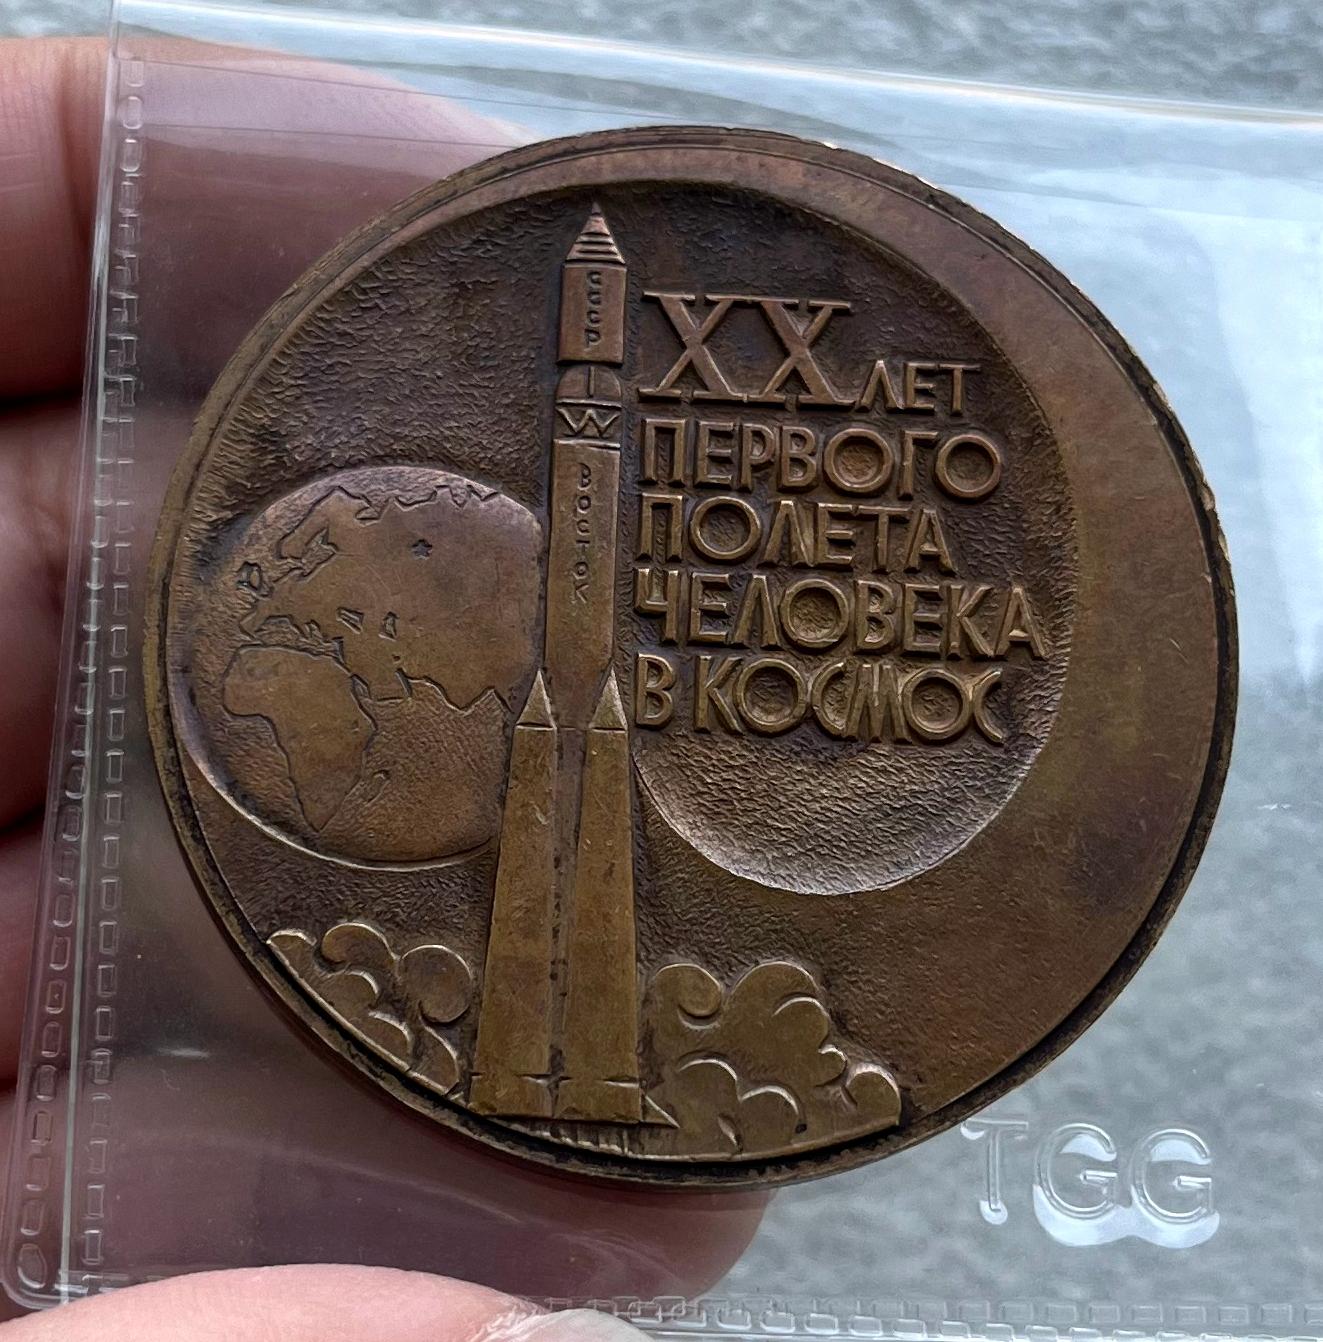 СССР
ВОСТОК
XX ЛЕТ
ПЕРВОГО
ПОЛЕТА
ЧЕЛОВЕКА
В КОСМОС
TGG